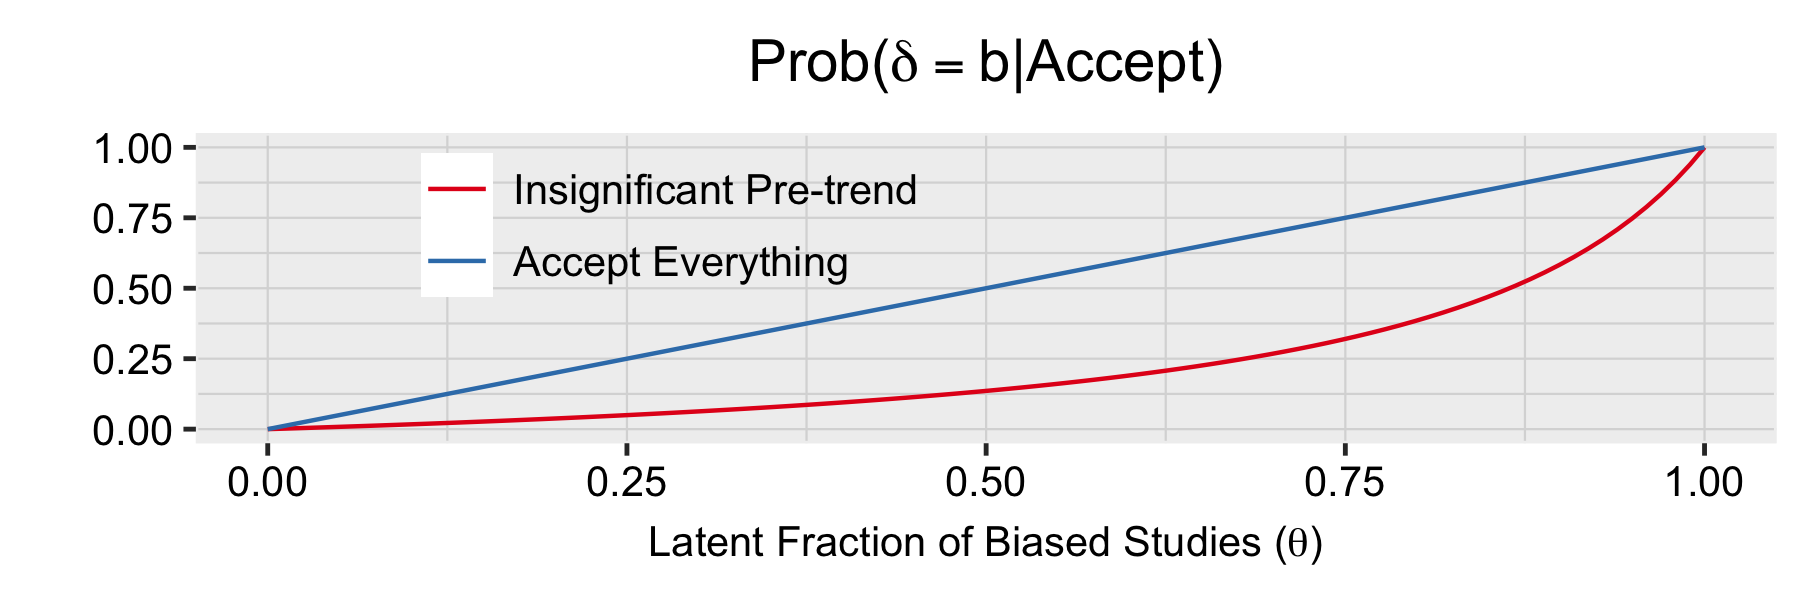 Prob(δ = b|Accept)
1.00
0.75
0.50
0.25
0.00
Insignificant Pre-trend
Accept Everything
0.00 0.25 0.50 0.75 1.00
Latent Fraction of Biased Studies (θ)